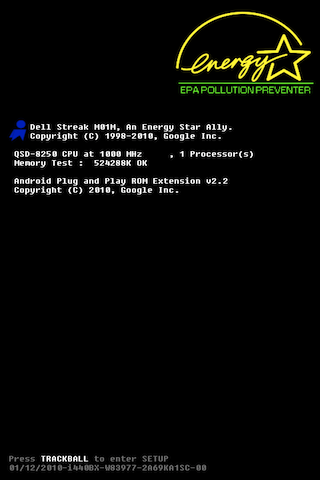 energy
EPA POLLUTION PREVENTER
Dell Streak M01M, An Energy Star Ally.
Copyright (C) 1998-2010, Google Inc.
QSD-8250 CPU at 1000 MHz , 1 Processor(s)
Memory Test : 524288K OK
Android Plug and Play ROM Extension v2.2
Copyright (C) 2010, Google Inc.
Press TRACKBALL to enter SETUP
01/12/2010-i440BX-W83977-2A69KA1SC-00